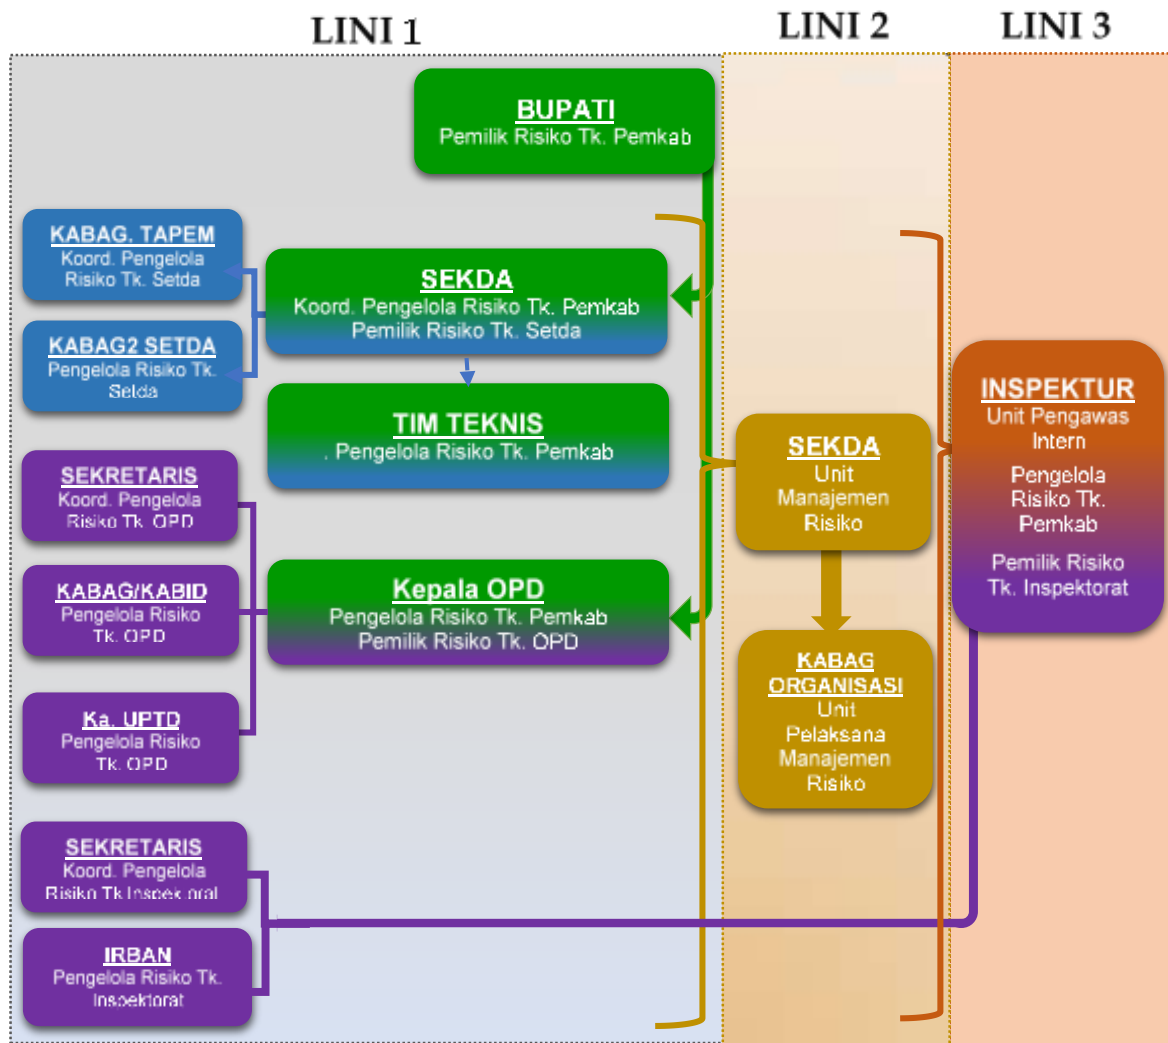 LINI 1
LINI 2
LINI 3
BUPATI
Pemilik Risiko Tk. Pemkab
KABAG. TAPEM
Koord. Pengelola
Risiko Tk. Setda
SEKDA
Koord. Pengelola Risiko Tk. Pemkab
Pemilik Risiko Tk. Setda
KABAG2 SETDA
Pengelola Risiko Tk.
Setda
TIM TEKNIS
. Pengelola Risiko Tk. Pemkab
SEKRETARIS
Koord. Pengelola
Risiko Tk. OPD
KABAG/KABID
Pengelola Risiko
Tk. OPD
Kepala OPD
Pengelola Risiko Tk. Pemkab
Pemilik Risiko Tk. OPD
Ka. UPTD
Pengelola Risiko
Tk. OPD
SEKRETARIS
Koord. Pengelola
Risiko Tk.Inspektorat
IRBAN
Pengelola Risiko Tk.
Inspektorat
SEKDA
Unit
Manajemen
Risiko
KABAG
ORGANISASI
Unit
Pelaksana
Manajemen
Risiko
INSPEKTUR
Unit Pengawas
Intern
Pengelola
Risiko Tk.
Pemkab
Pemilik Risiko
Tk. Inspektorat